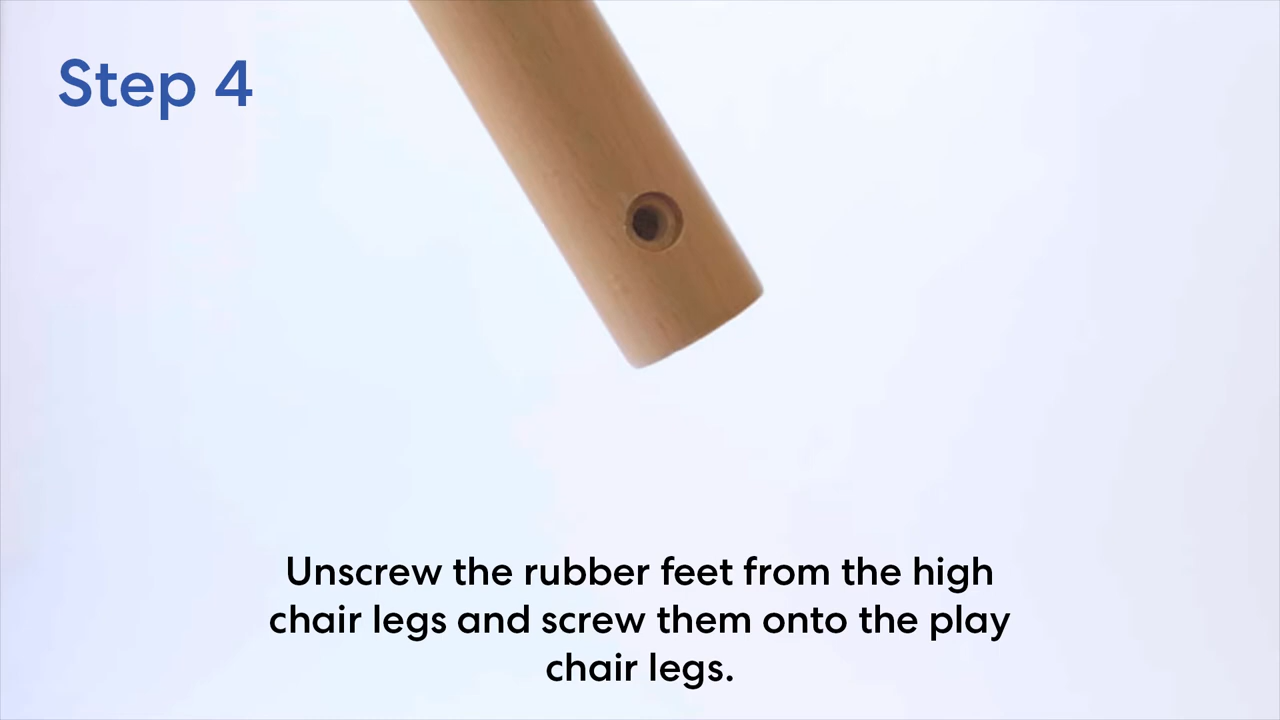 Step 4
Unscrew the rubber feet from the high
chair legs and screw them onto the play
chair legs.